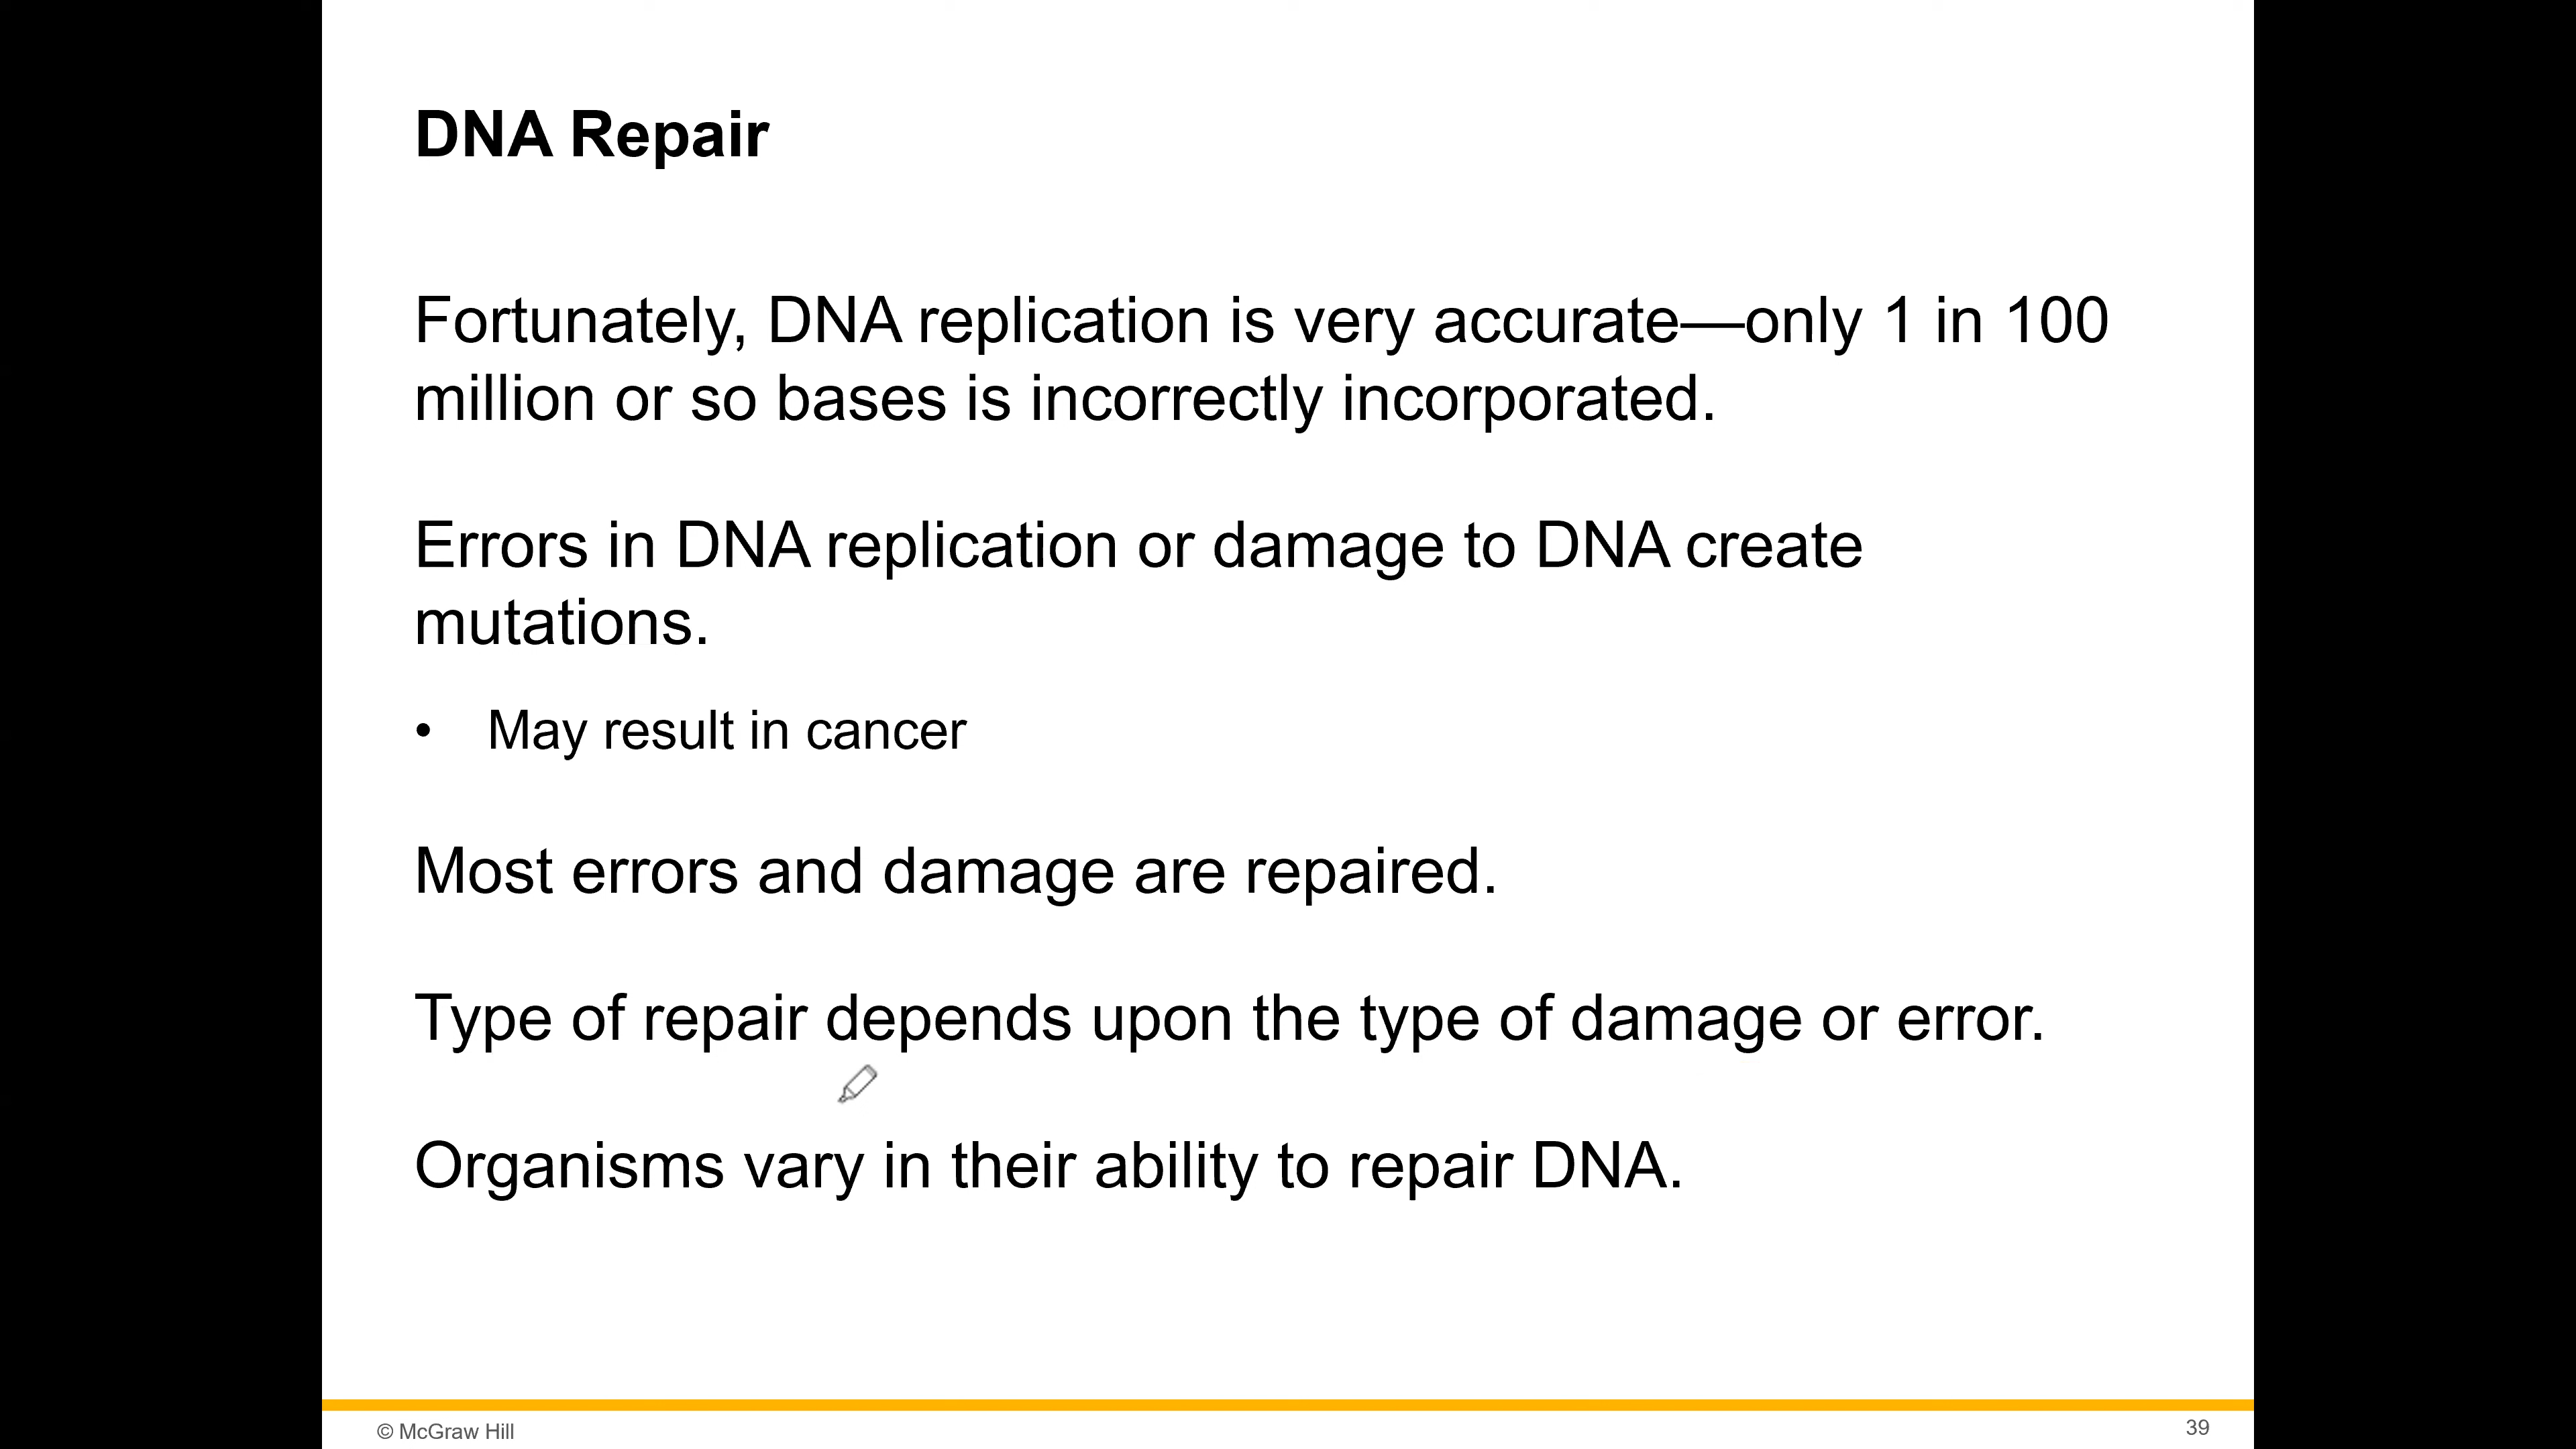 DNA Repair
Fortunately, DNA replication is very accurate—only 1 in 100
million or so bases is incorrectly incorporated.
Errors in DNA replication or damage to DNA create
mutations.
• May result in cancer
Most errors and damage are repaired.
Type of repair depends upon the type of damage or error.
Organisms vary in their ability to repair DNA.
© McGraw Hill
39